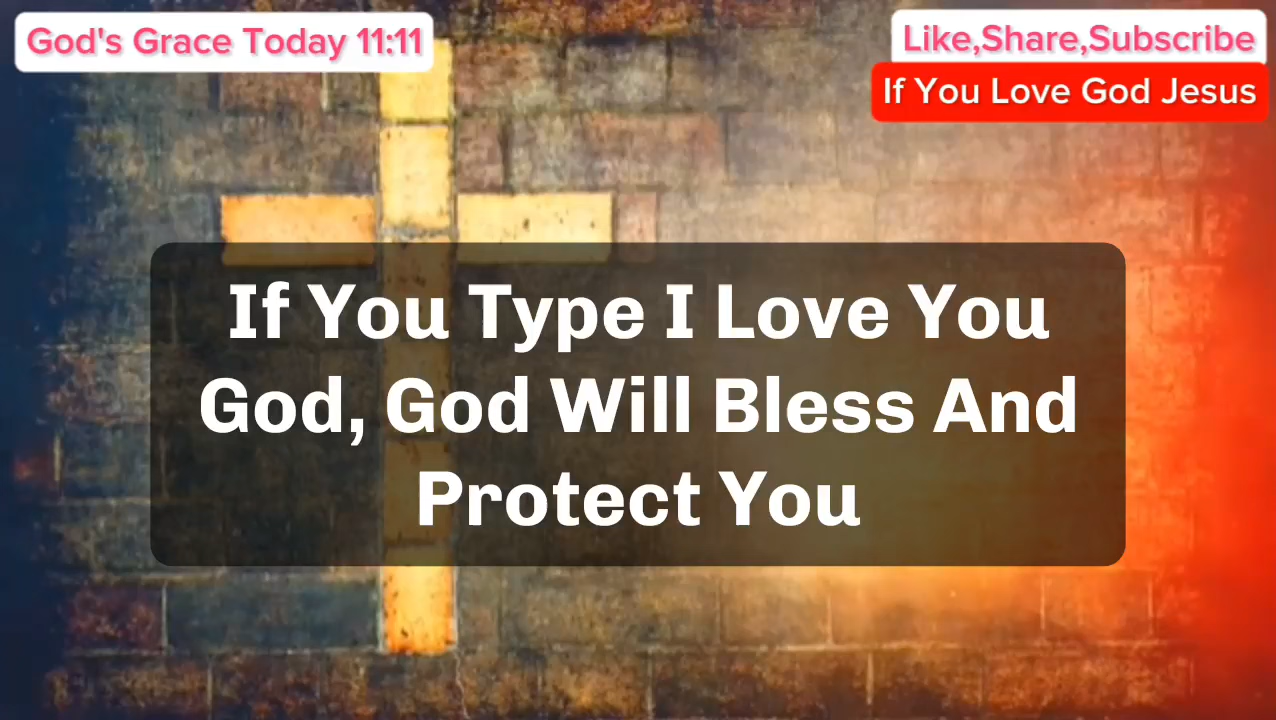 God's Grace Today 11:11
Like,Share,Subscribe
If You Love God Jesus
If You Type I Love You
God, God Will Bless And
Protect You